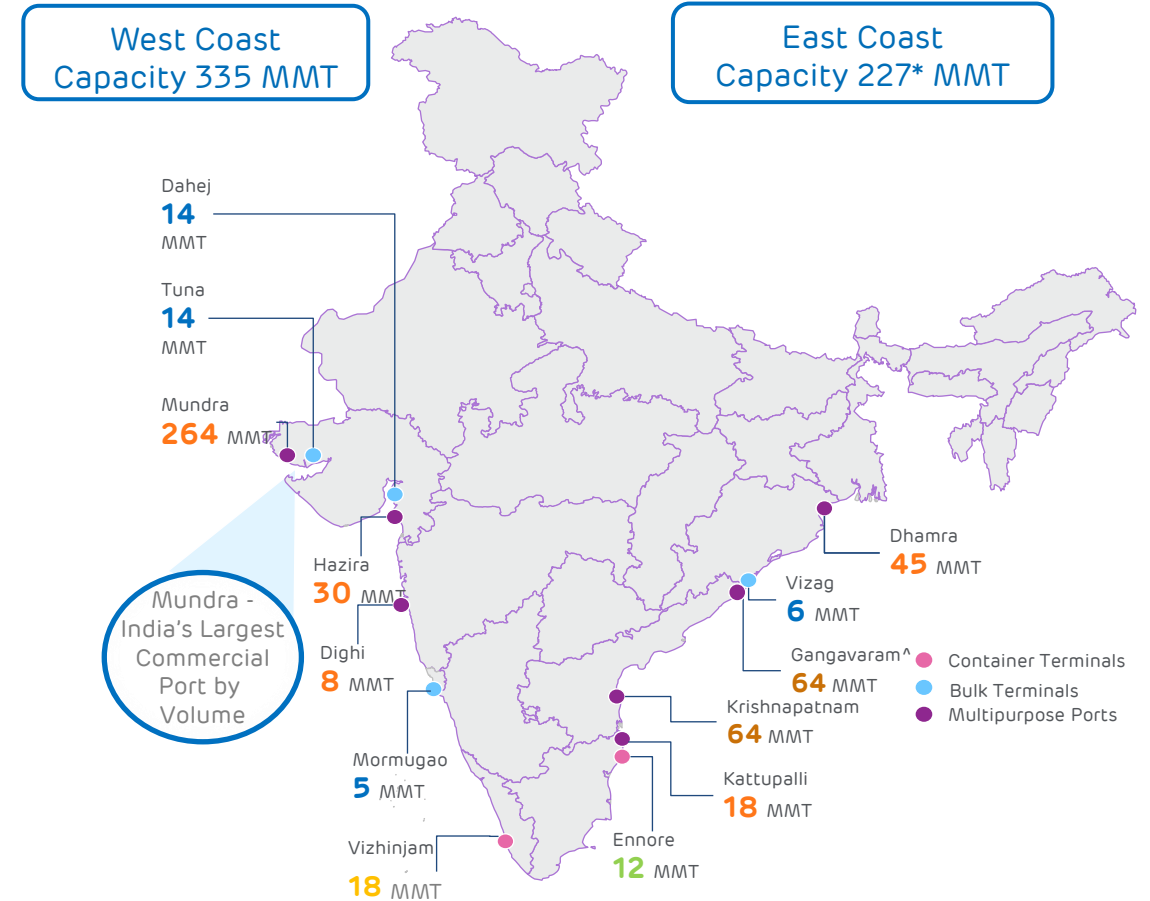 West Coast
Capacity 335 MMT
East Coast
Capacity 227* MMT
Dahej
14
MMT
Tuna
14
MMT
Mundra
264 MMT
Hazira
30 MMT
Dighi
8 MMT
Mormugao
5 MMT
Vizhinjam
18 MMT
Mundra -
India's Largest
Commercial
Port by
Volume
Dhamra
45 MMT
Vizag
6 MMT
Gangavaram^
64 MMT
Krishnapatnam
64 MMT
Kattupalli
18 MMT
Ennore
12 MMT
Container Terminals
Bulk Terminals
Multipurpose Ports